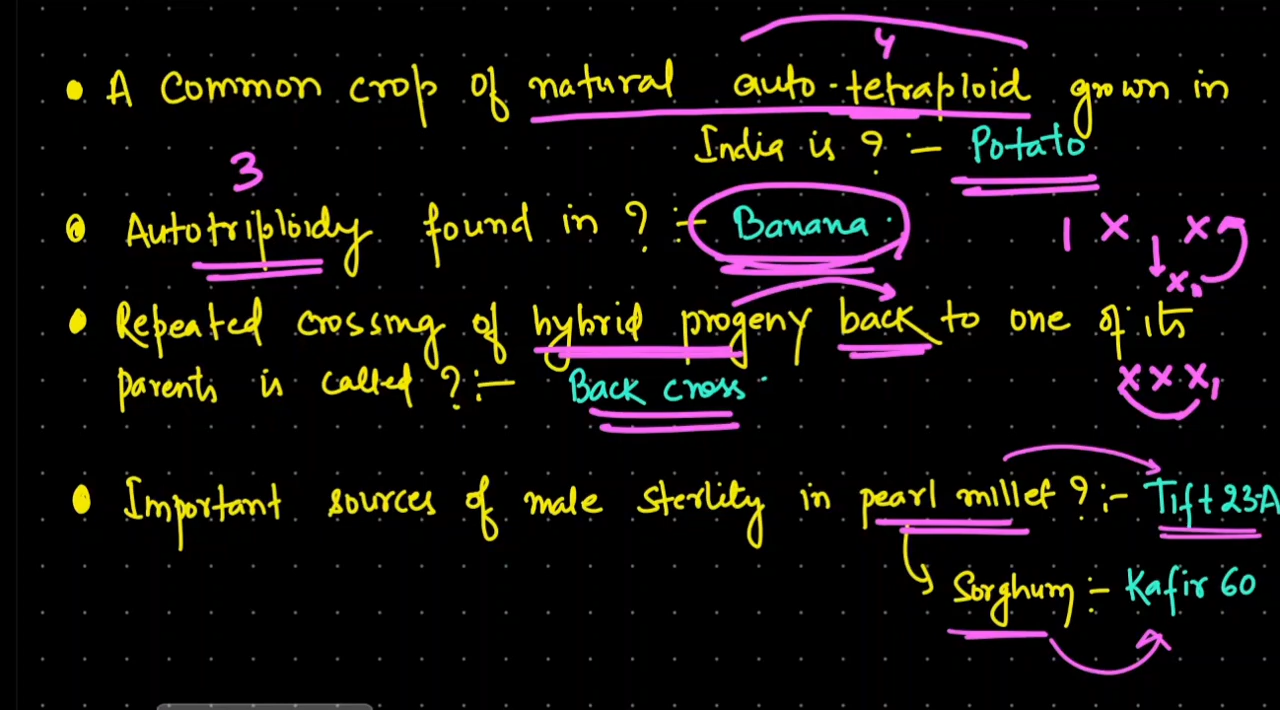 4
• A common crop of natural auto-tetraploid grown in
India is ? :- Potato
3
• Autotriploidy found in ? :- Banana.
1 X X
X1
• Repeated crossing of hybrid progeny back to one of its
parents is called ? :- Back cross
X X X1
• Important sources of male sterlity in pearl millet ? :- Tift 23-A
Sorghum :- Kafir 60